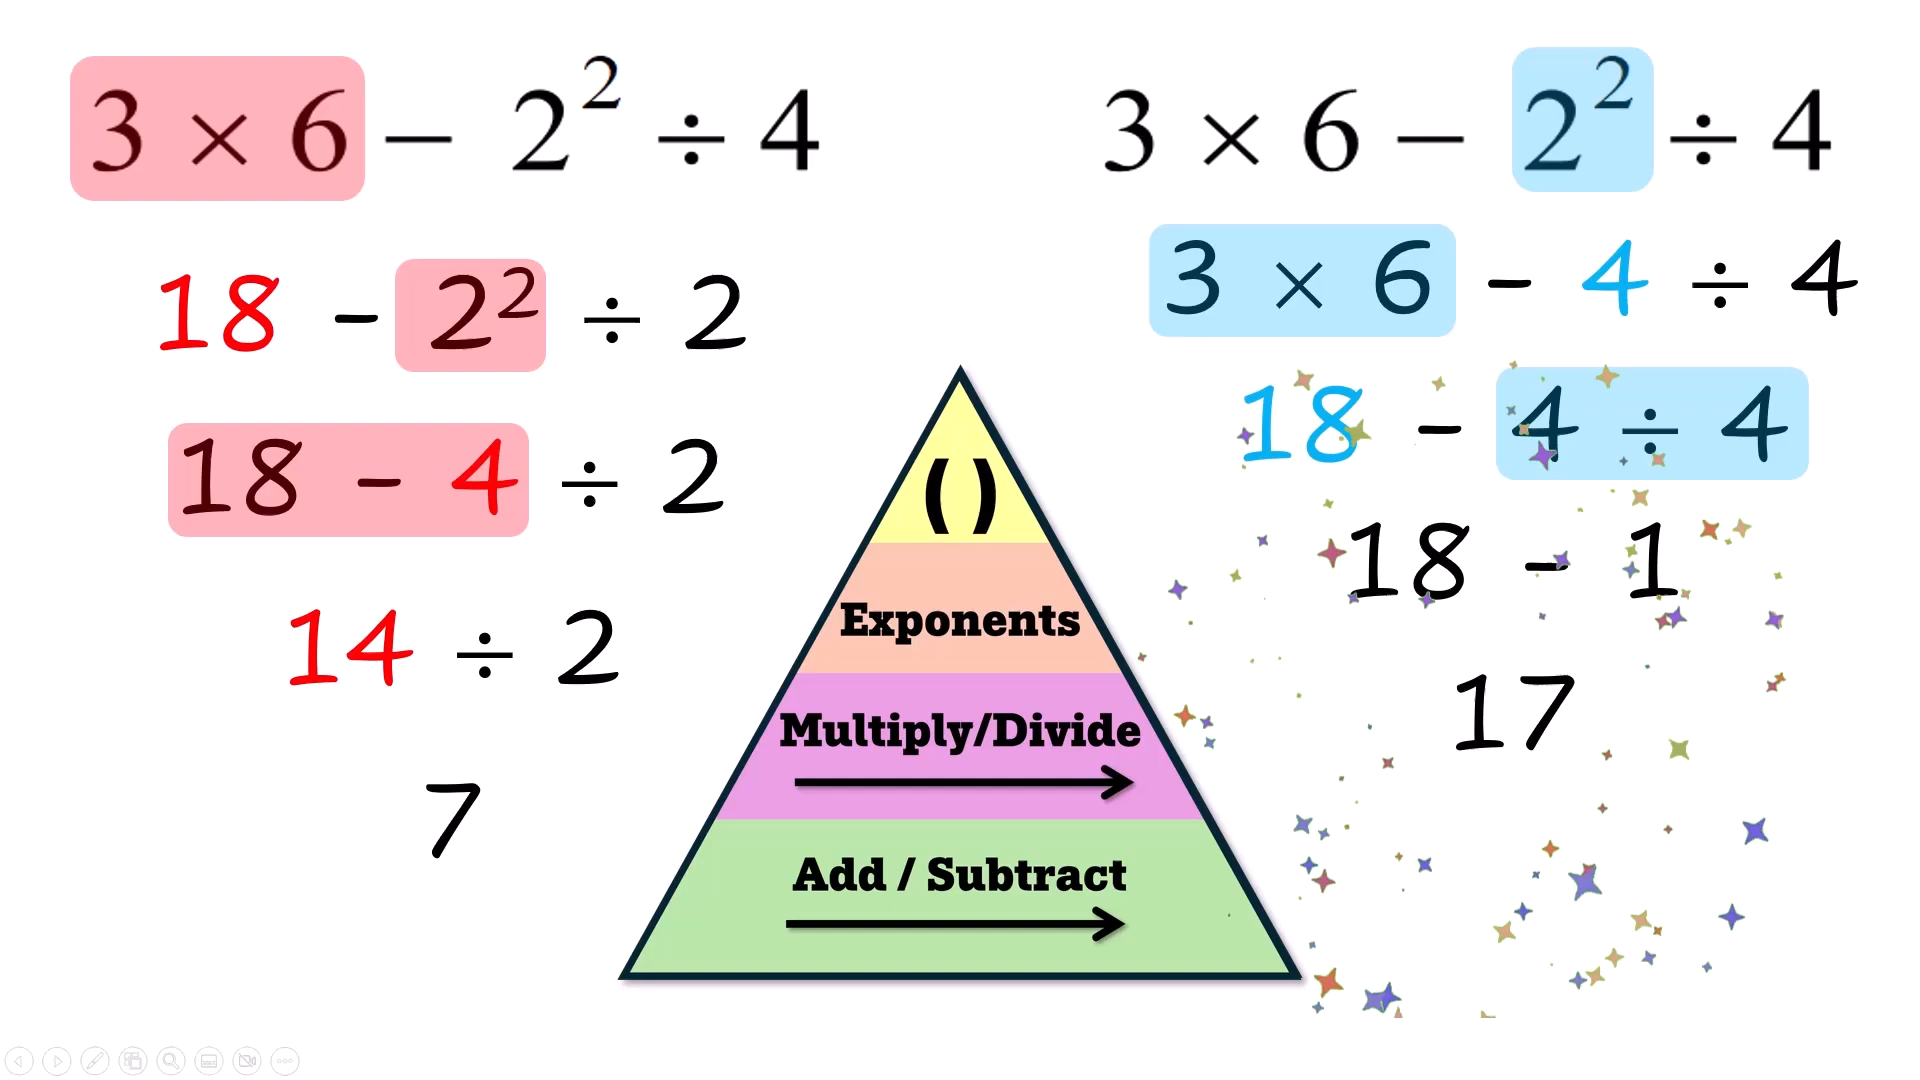 3 × 6 − 2² ÷ 4
18 - 2² ÷ 2
18 - 4 ÷ 2
14 ÷ 2
7
( )
Exponents
Multiply/Divide
Add / Subtract
3 × 6 − 2² ÷ 4
3 × 6 - 4 ÷ 4
18 - 4 ÷ 4
18 - 1
17